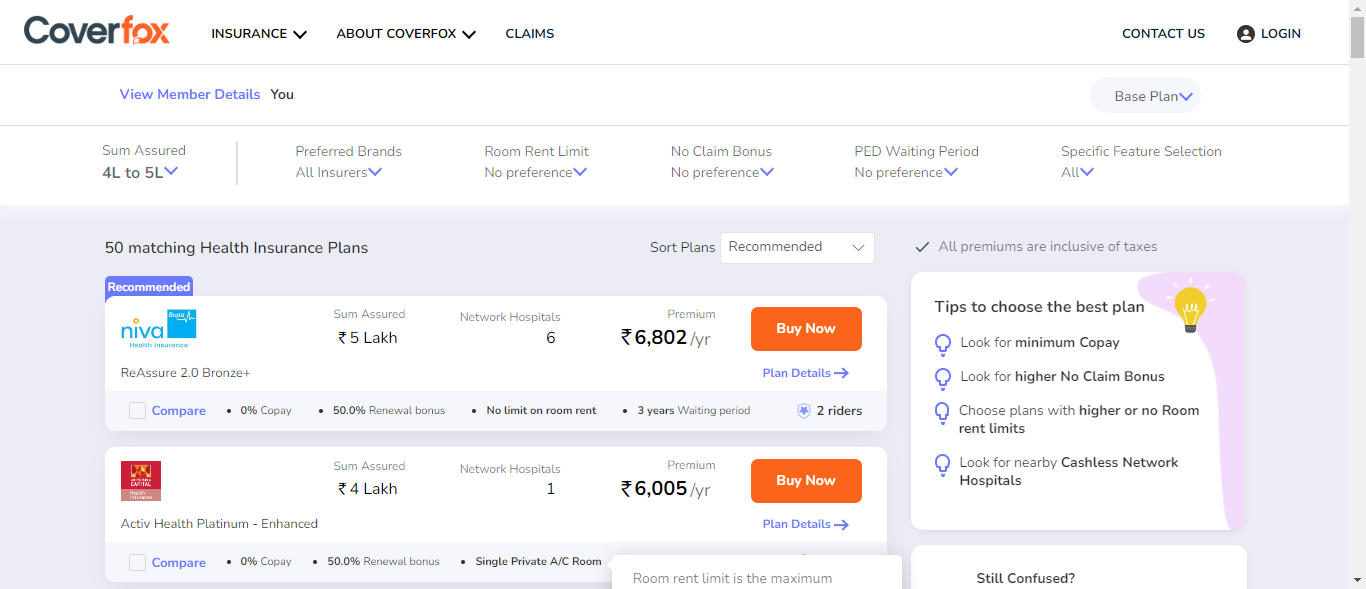 Coverfox
INSURANCE
ABOUT COVERFOX
CLAIMS
CONTACT US
LOGIN
View Member Details You
Base Plan
Sum Assured
4L to 5L
Preferred Brands
All Insurers
Room Rent Limit
No preference
No Claim Bonus
No preference
PED Waiting Period
No preference
Specific Feature Selection
All
50 matching Health Insurance Plans
Sort Plans
Recommended
All premiums are inclusive of taxes
Recommended
niva
Bupa
Health Insurance
ReAssure 2.0 Bronze+
Sum Assured
₹ 5 Lakh
Network Hospitals
6
Premium
₹6,802 /yr
Buy Now
Plan Details
Compare
0% Copay
50.0% Renewal bonus
No limit on room rent
3 years Waiting period
2 riders
CAPITAL
Health
Insurance
Activ Health Platinum - Enhanced
Sum Assured
₹ 4 Lakh
Network Hospitals
1
Premium
₹6,005 /yr
Buy Now
Plan Details
Compare
0% Copay
50.0% Renewal bonus
Single Private A/C Room
Room rent limit is the maximum
Tips to choose the best plan
Look for minimum Copay
Look for higher No Claim Bonus
Choose plans with higher or no Room
rent limits
Look for nearby Cashless Network
Hospitals
Still Confused?